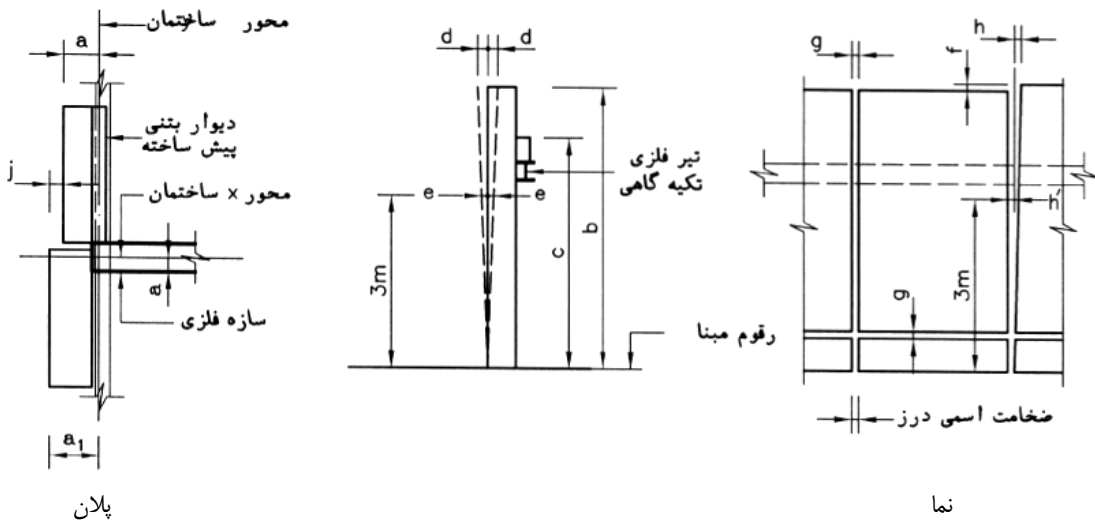 محور ساختمان
a
دیوار بتنی
پیش ساخته
j
محور x ساختمان
a
سازه فلزی
a1
پلان
d
d
تیر فلزی
تکیه گاهی
e
e
b
c
3m
رقوم مبنا
g
f
h
h'
3m
g
ضخامت اسمی درز
نما